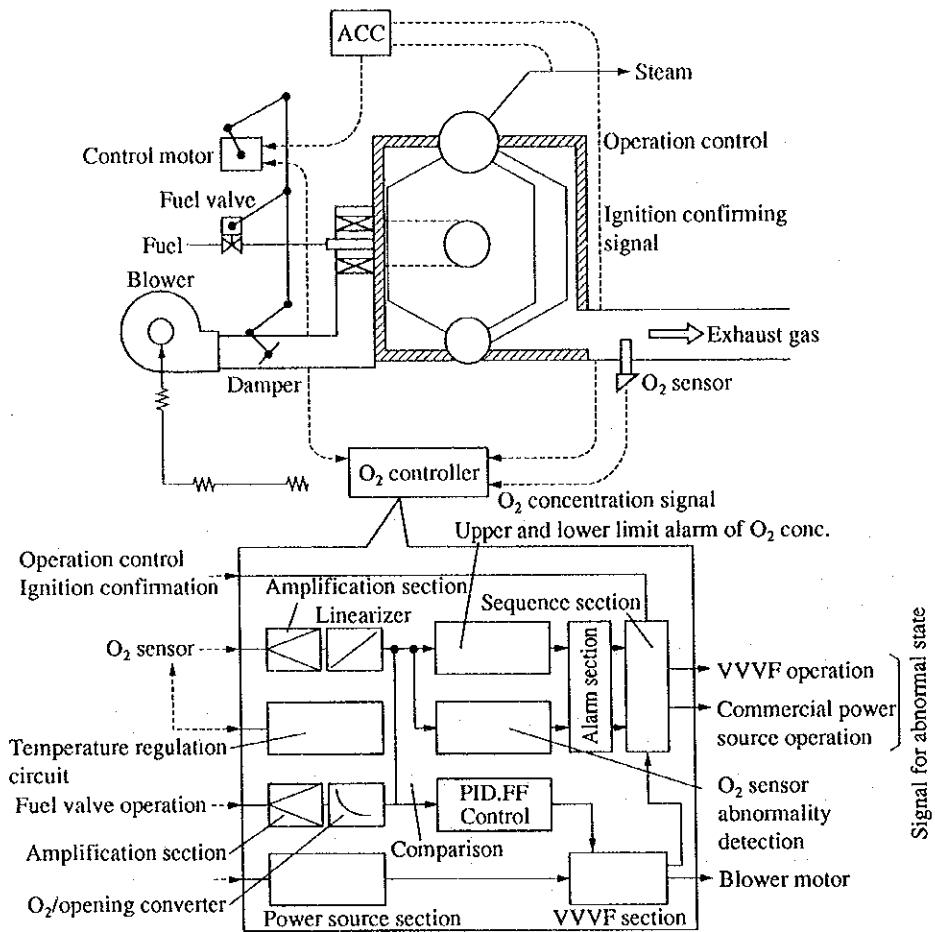 ACC
Steam
Control motor
Operation control
Fuel valve
Ignition confirming
signal
Fuel
Blower
Exhaust gas
Damper
O₂ sensor
O₂ controller
O₂ concentration signal
Upper and lower limit alarm of O₂ conc.
Operation control
Ignition confirmation
Amplification section
Sequence section
Linearizer
O₂ sensor
Alarm section
VVVF operation
Commercial power
source operation
Signal for abnormal state
Temperature regulation
circuit
O₂ sensor
abnormality
detection
Fuel valve operation
PID.FF
Control
Amplification section
Comparison
O₂/opening converter
Power source section
VVVF section
Blower motor